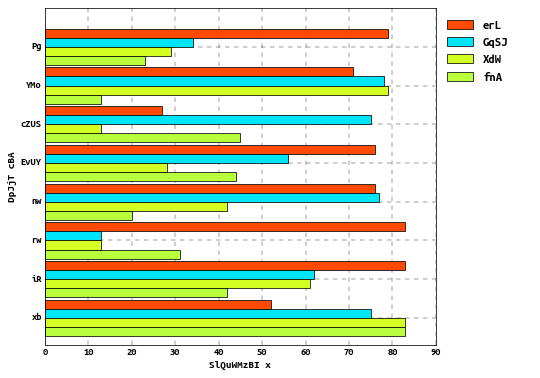 erL
GqSJ
XdW
fnA
Pg
YMo
cZUS
EvUY
nw
rw
iR
xb
DpJjT cBA
0 10 20 30 40 50 60 70 80 90
SlQuWMzBI x